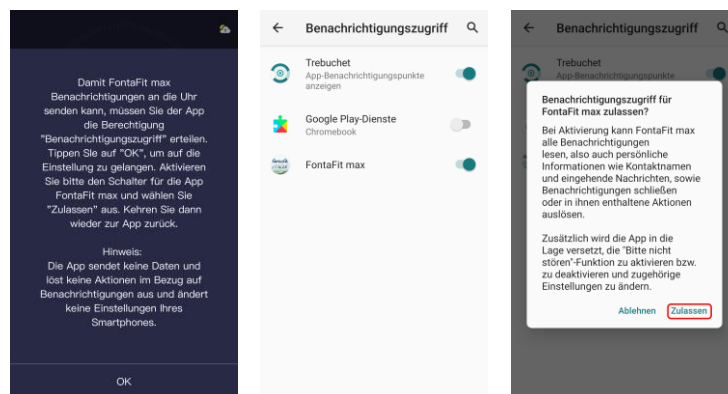 Damit FontaFit max
Benachrichtigungen an die Uhr
senden kann, müssen Sie der App
die Berechtigung
"Benachrichtigungszugriff" erteilen.
Tippen Sie auf "OK", um auf die
Einstellung zu gelangen. Aktivieren
Sie bitte den Schalter für die App
FontaFit max und wählen Sie
"Zulassen" aus. Kehren Sie dann
wieder zur App zurück.
Hinweis:
Die App sendet keine Daten und
löst keine Aktionen im Bezug auf
Benachrichtigungen aus und ändert
keine Einstellungen Ihres
Smartphones.
OK
Benachrichtigungszugriff
Trebuchet
App-Benachrichtigungspunkte
anzeigen
Google Play-Dienste
Chromebook
FontaFit max
Benachrichtigungszugriff
Trebuchet
App-Benachrichtigungspunkte
Benachrichtigungszugriff für
FontaFit max zulassen?
Bei Aktivierung kann FontaFit max
alle Benachrichtigungen
lesen, also auch persönliche
Informationen wie Kontaktnamen
und eingehende Nachrichten, sowie
Benachrichtigungen schließen
oder in ihnen enthaltene Aktionen
auslösen.
Zusätzlich wird die App in die
Lage versetzt, die "Bitte nicht
stören"-Funktion zu aktivieren bzw.
zu deaktivieren und zugehörige
Einstellungen zu ändern.
Ablehnen Zulassen